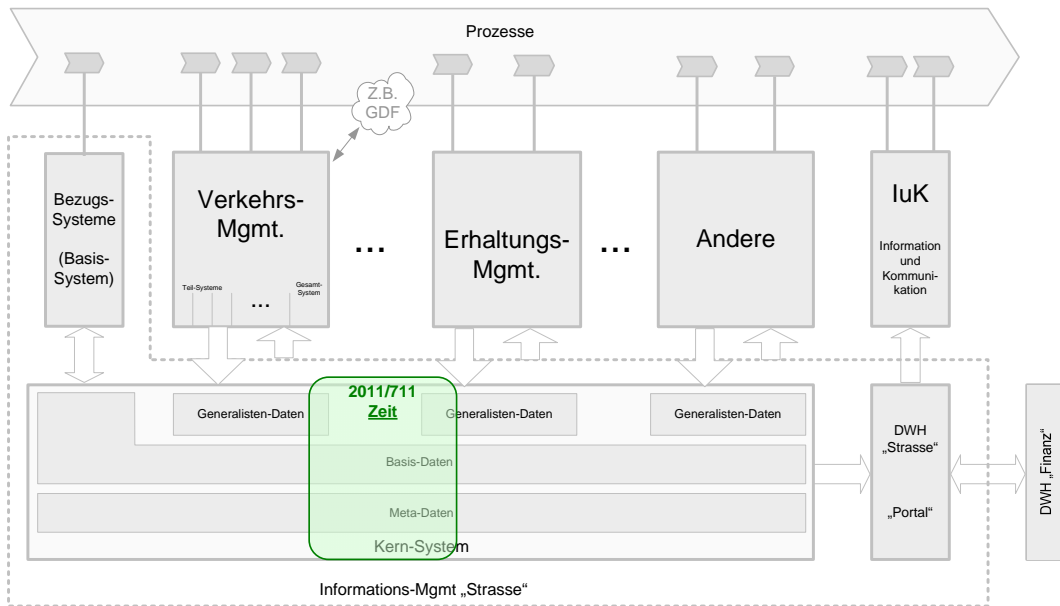 Prozesse
Z.B.
GDF
Bezugs-
Systeme
(Basis-
System)
Verkehrs-
Mgmt.
Teil-Systeme
...
Gesamt-
System
...
Erhaltungs-
Mgmt.
...
Andere
IuK
Information
und
Kommuni-
kation
2011/711
Zeit
Generalisten-Daten
Generalisten-Daten
Generalisten-Daten
Basis-Daten
Meta-Daten
Kern-System
DWH
„Strasse“
„Portal“
DWH „Finanz“
Informations-Mgmt „Strasse“